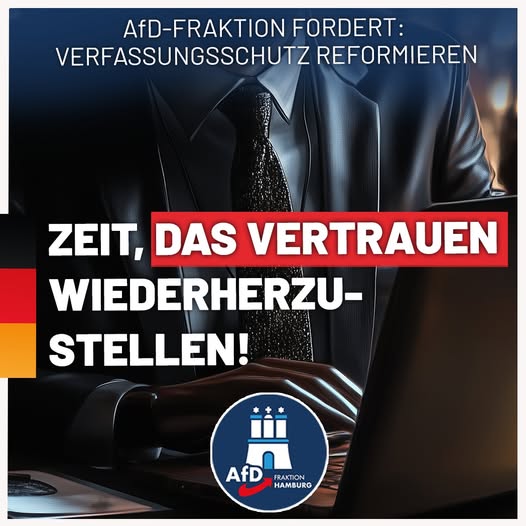 AfD-FRAKTION FORDERT:
VERFASSUNGSSCHUTZ REFORMIEREN
ZEIT, DAS VERTRAUEN
WIEDERHERZU-
STELLEN!
AfD FRAKTION
HAMBURG